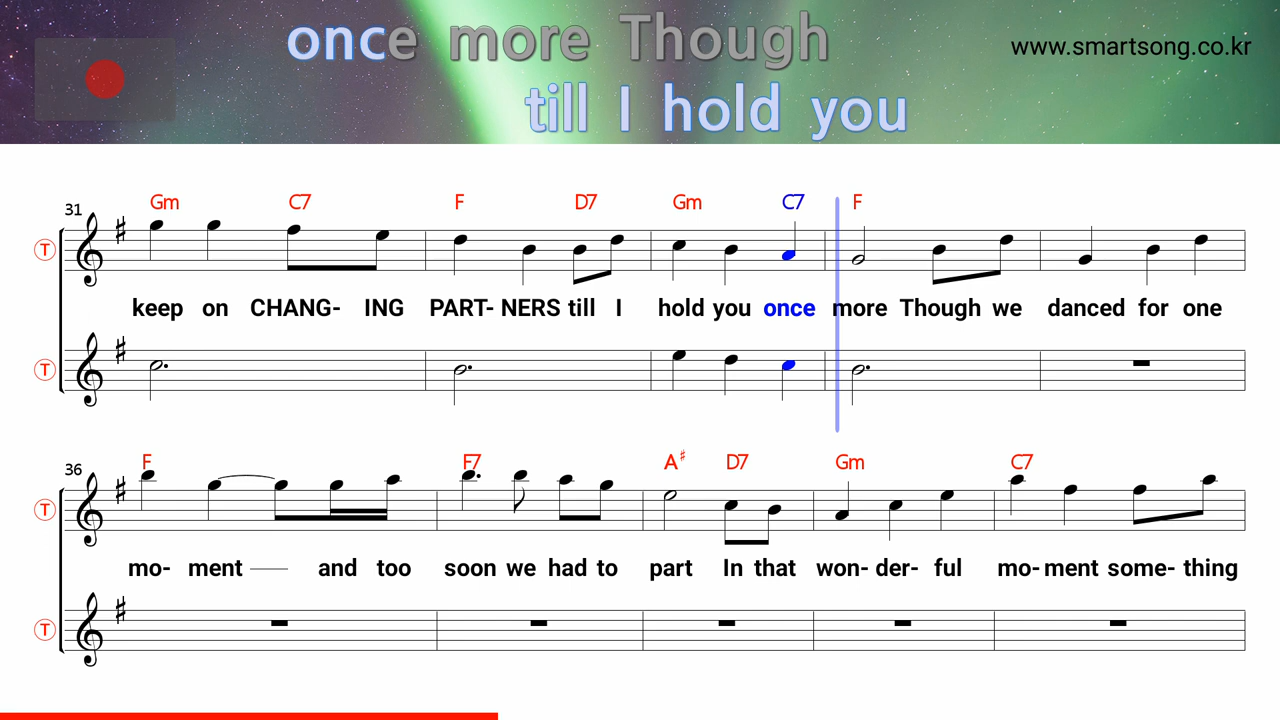 once more Though
www.smartsong.co.kr
till I hold you
31
Gm C7 F D7 Gm C7 F
T
keep on CHANG- ING PART- NERS till I hold you once more Though we danced for one
T
36
F F7 A♯ D7 Gm C7
T
mo- ment and too soon we had to part In that won- der- ful mo- ment some- thing
T